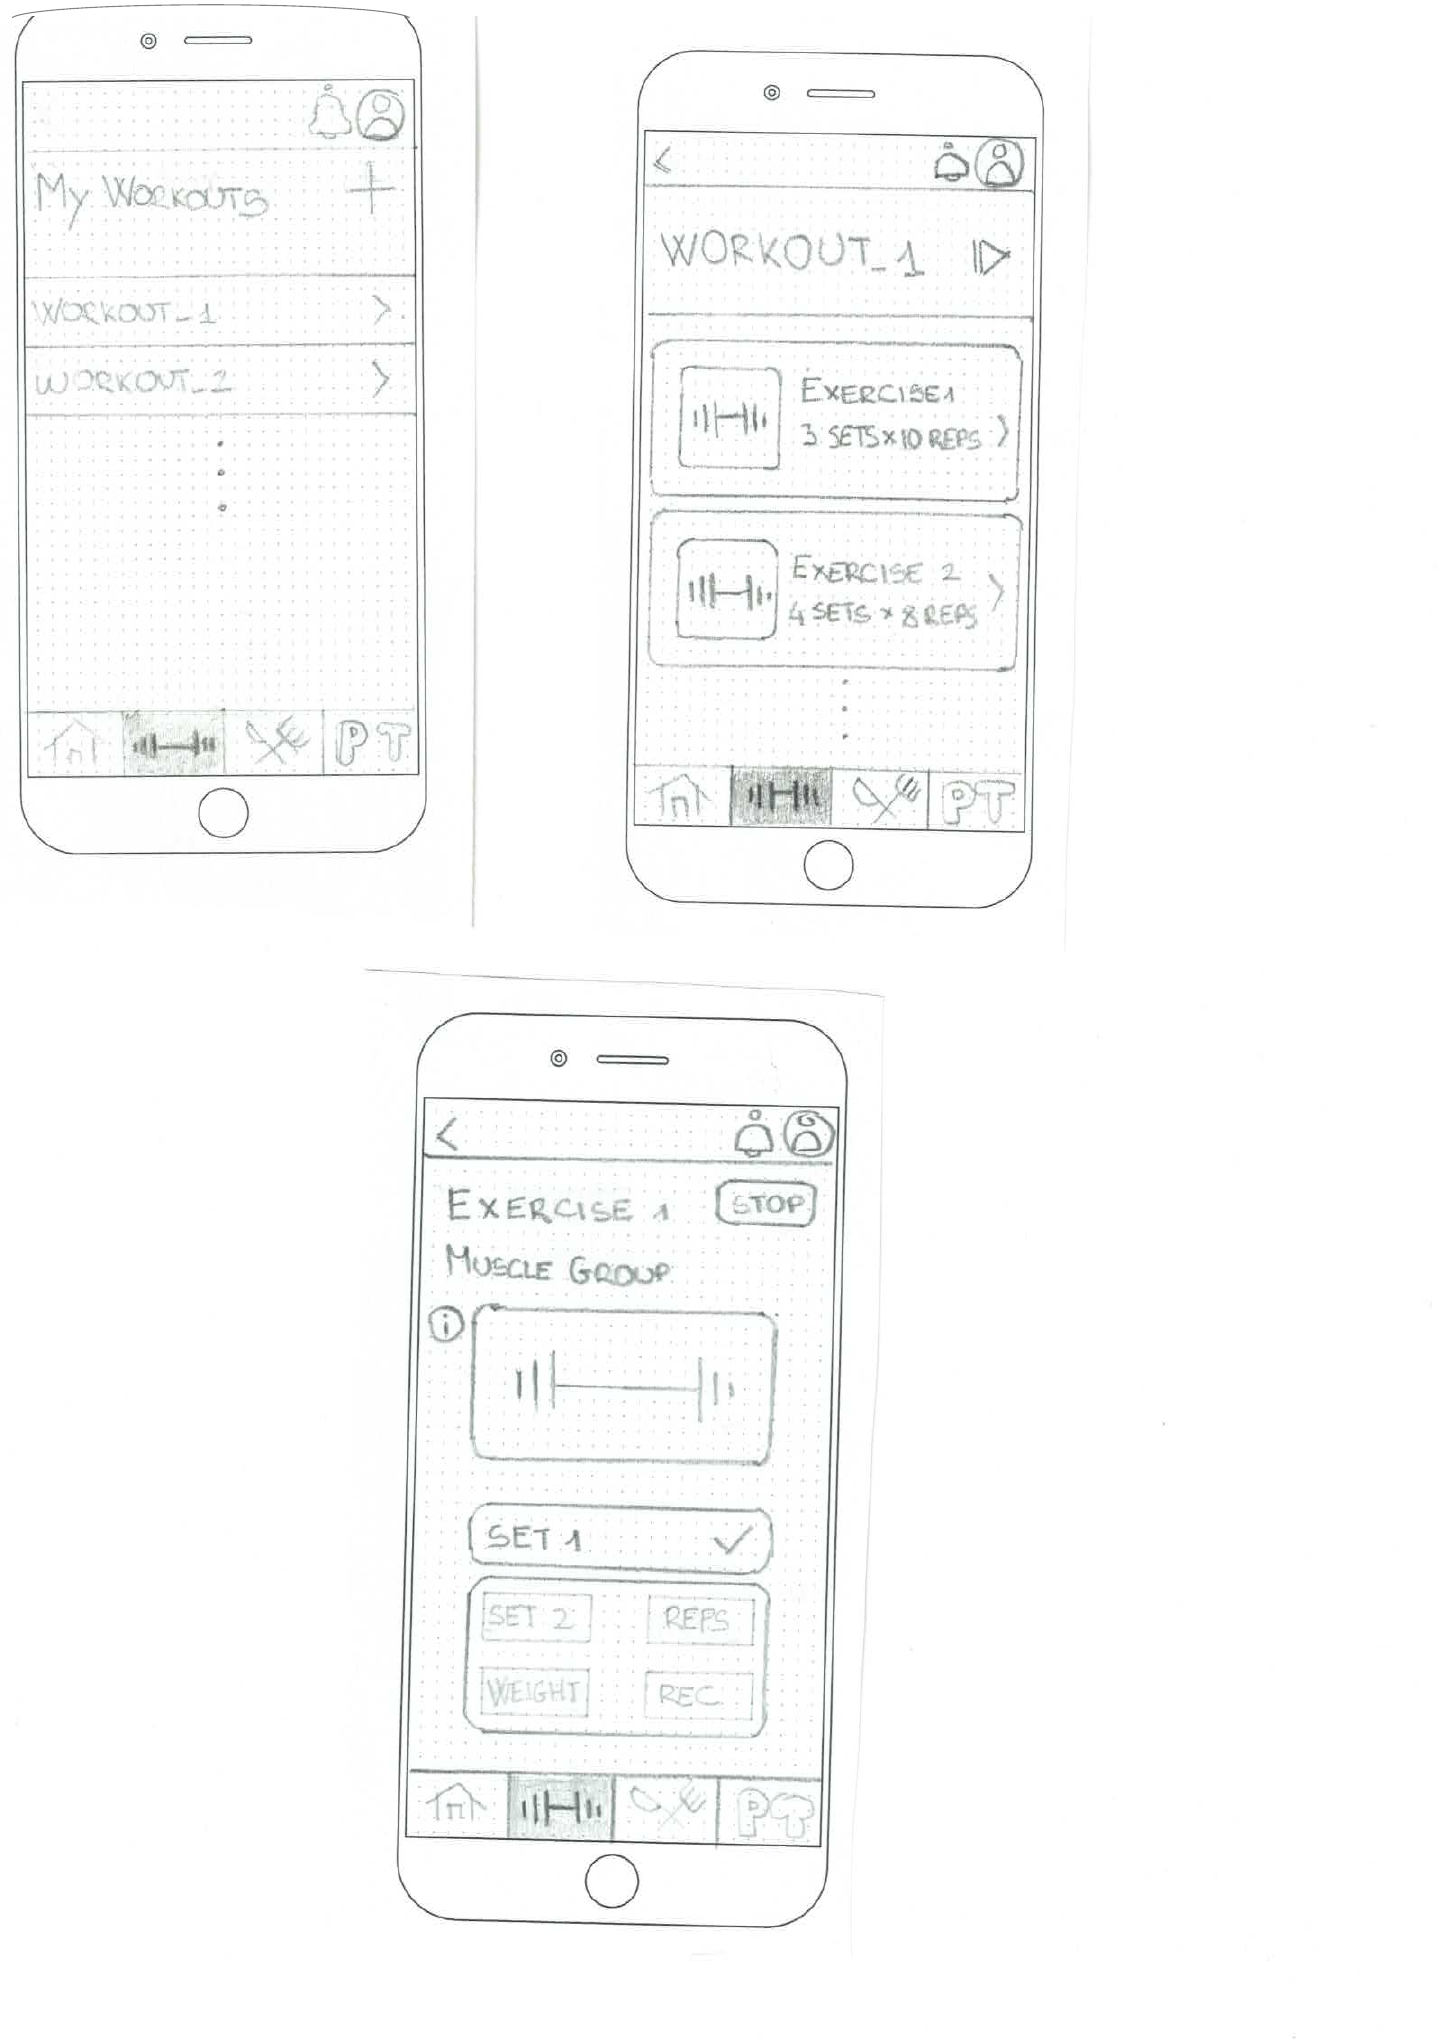 My Workouts
WORKOUT_1
WORKOUT_2
PT
WORKOUT_1
EXERCISE1
3 SETS x 10 REPS
EXERCISE 2
4 SETS x 8 REPS
PT
EXERCISE 1 STOP
MUSCLE GROUP
i
SET 1
SET 2 REPS
WEIGHT REC
PT